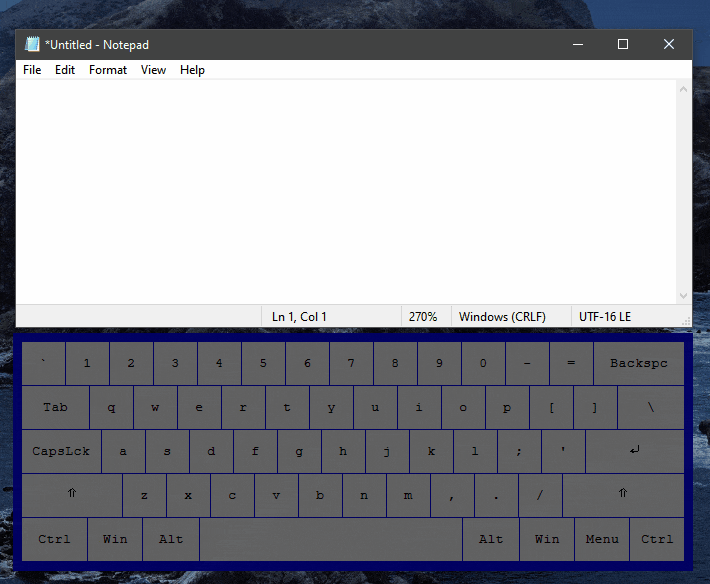 *Untitled - Notepad
File Edit Format View Help
Ln 1, Col 1 270% Windows (CRLF) UTF-16 LE
` 1 2 3 4 5 6 7 8 9 0 - = Backspc
Tab q w e r t y u i o p [ ] \
CapsLck a s d f g h j k l ; ' ↵
⇧ z x c v b n m , . / ⇧
Ctrl Win Alt Alt Win Menu Ctrl